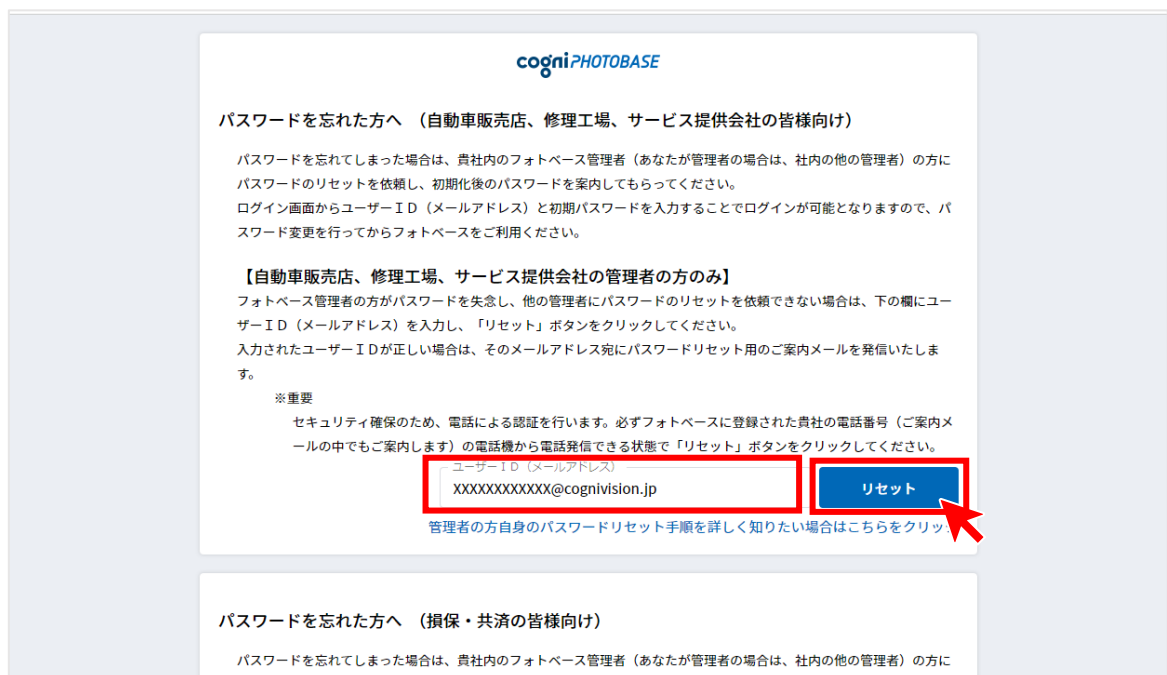 cogni PHOTOBASE
パスワードを忘れた方へ （自動車販売店、修理工場、サービス提供会社の皆様向け）
パスワードを忘れてしまった場合は、貴社内のフォトベース管理者（あなたが管理者の場合は、社内の他の管理者）の方に
パスワードのリセットを依頼し、初期化後のパスワードを案内してもらってください。
ログイン画面からユーザーＩＤ（メールアドレス）と初期パスワードを入力することでログインが可能となりますので、パ
スワード変更を行ってからフォトベースをご利用ください。
【自動車販売店、修理工場、サービス提供会社の管理者の方のみ】
フォトベース管理者の方がパスワードを失念し、他の管理者にパスワードのリセットを依頼できない場合は、下の欄にユー
ザーＩＤ（メールアドレス）を入力し、「リセット」ボタンをクリックしてください。
入力されたユーザーＩＤが正しい場合は、そのメールアドレス宛にパスワードリセット用のご案内メールを発信いたしま
す。
※重要
セキュリティ確保のため、電話による認証を行います。必ずフォトベースに登録された貴社の電話番号（ご案内メ
ールの中でもご案内します）の電話機から電話発信できる状態で「リセット」ボタンをクリックしてください。
ユーザーＩＤ（メールアドレス）
XXXXXXXXXXXX@cognivision.jp
リセット
管理者の方自身のパスワードリセット手順を詳しく知りたい場合はこちらをクリッ
パスワードを忘れた方へ （損保・共済の皆様向け）
パスワードを忘れてしまった場合は、貴社内のフォトベース管理者（あなたが管理者の場合は、社内の他の管理者）の方に